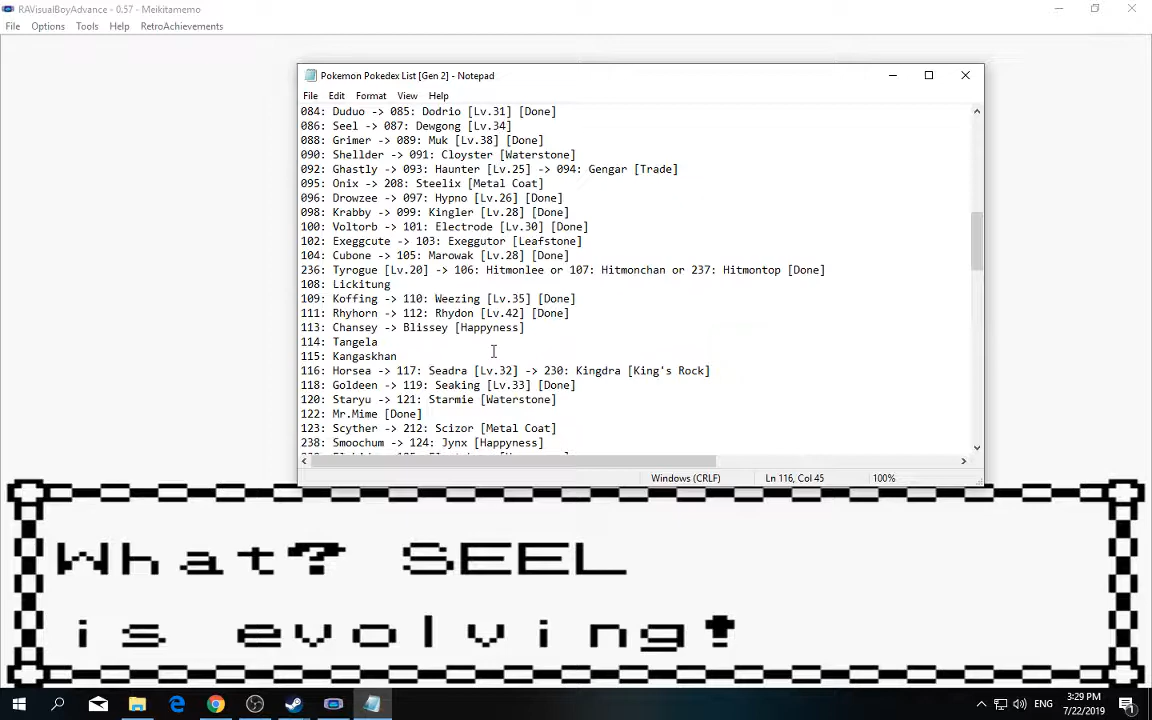 RAVisualBoyAdvance - 0.57 - Meikitamemo
File Options Tools Help RetroAchievements
Pokemon Pokedex List [Gen 2] - Notepad
File Edit Format View Help
084: Duduo -> 085: Dodrio [Lv.31] [Done]
086: Seel -> 087: Dewgong [Lv.34]
088: Grimer -> 089: Muk [Lv.38] [Done]
090: Shellder -> 091: Cloyster [Waterstone]
092: Ghastly -> 093: Haunter [Lv.25] -> 094: Gengar [Trade]
095: Onix -> 208: Steelix [Metal Coat]
096: Drowzee -> 097: Hypno [Lv.26] [Done]
098: Krabby -> 099: Kingler [Lv.28] [Done]
100: Voltorb -> 101: Electrode [Lv.30] [Done]
102: Exeggcute -> 103: Exeggutor [Leafstone]
104: Cubone -> 105: Marowak [Lv.28] [Done]
236: Tyrogue [Lv.20] -> 106: Hitmonlee or 107: Hitmonchan or 237: Hitmontop [Done]
108: Lickitung
109: Koffing -> 110: Weezing [Lv.35] [Done]
111: Rhyhorn -> 112: Rhydon [Lv.42] [Done]
113: Chansey -> Blissey [Happyness]
114: Tangela
115: Kangaskhan
116: Horsea -> 117: Seadra [Lv.32] -> 230: Kingdra [King's Rock]
118: Goldeen -> 119: Seaking [Lv.33] [Done]
120: Staryu -> 121: Starmie [Waterstone]
122: Mr.Mime [Done]
123: Scyther -> 212: Scizor [Metal Coat]
238: Smoochum -> 124: Jynx [Happyness]
Windows (CRLF) Ln 116, Col 45 100%
What? SEEL
is evolving!
ENG
3:29 PM
7/22/2019
1